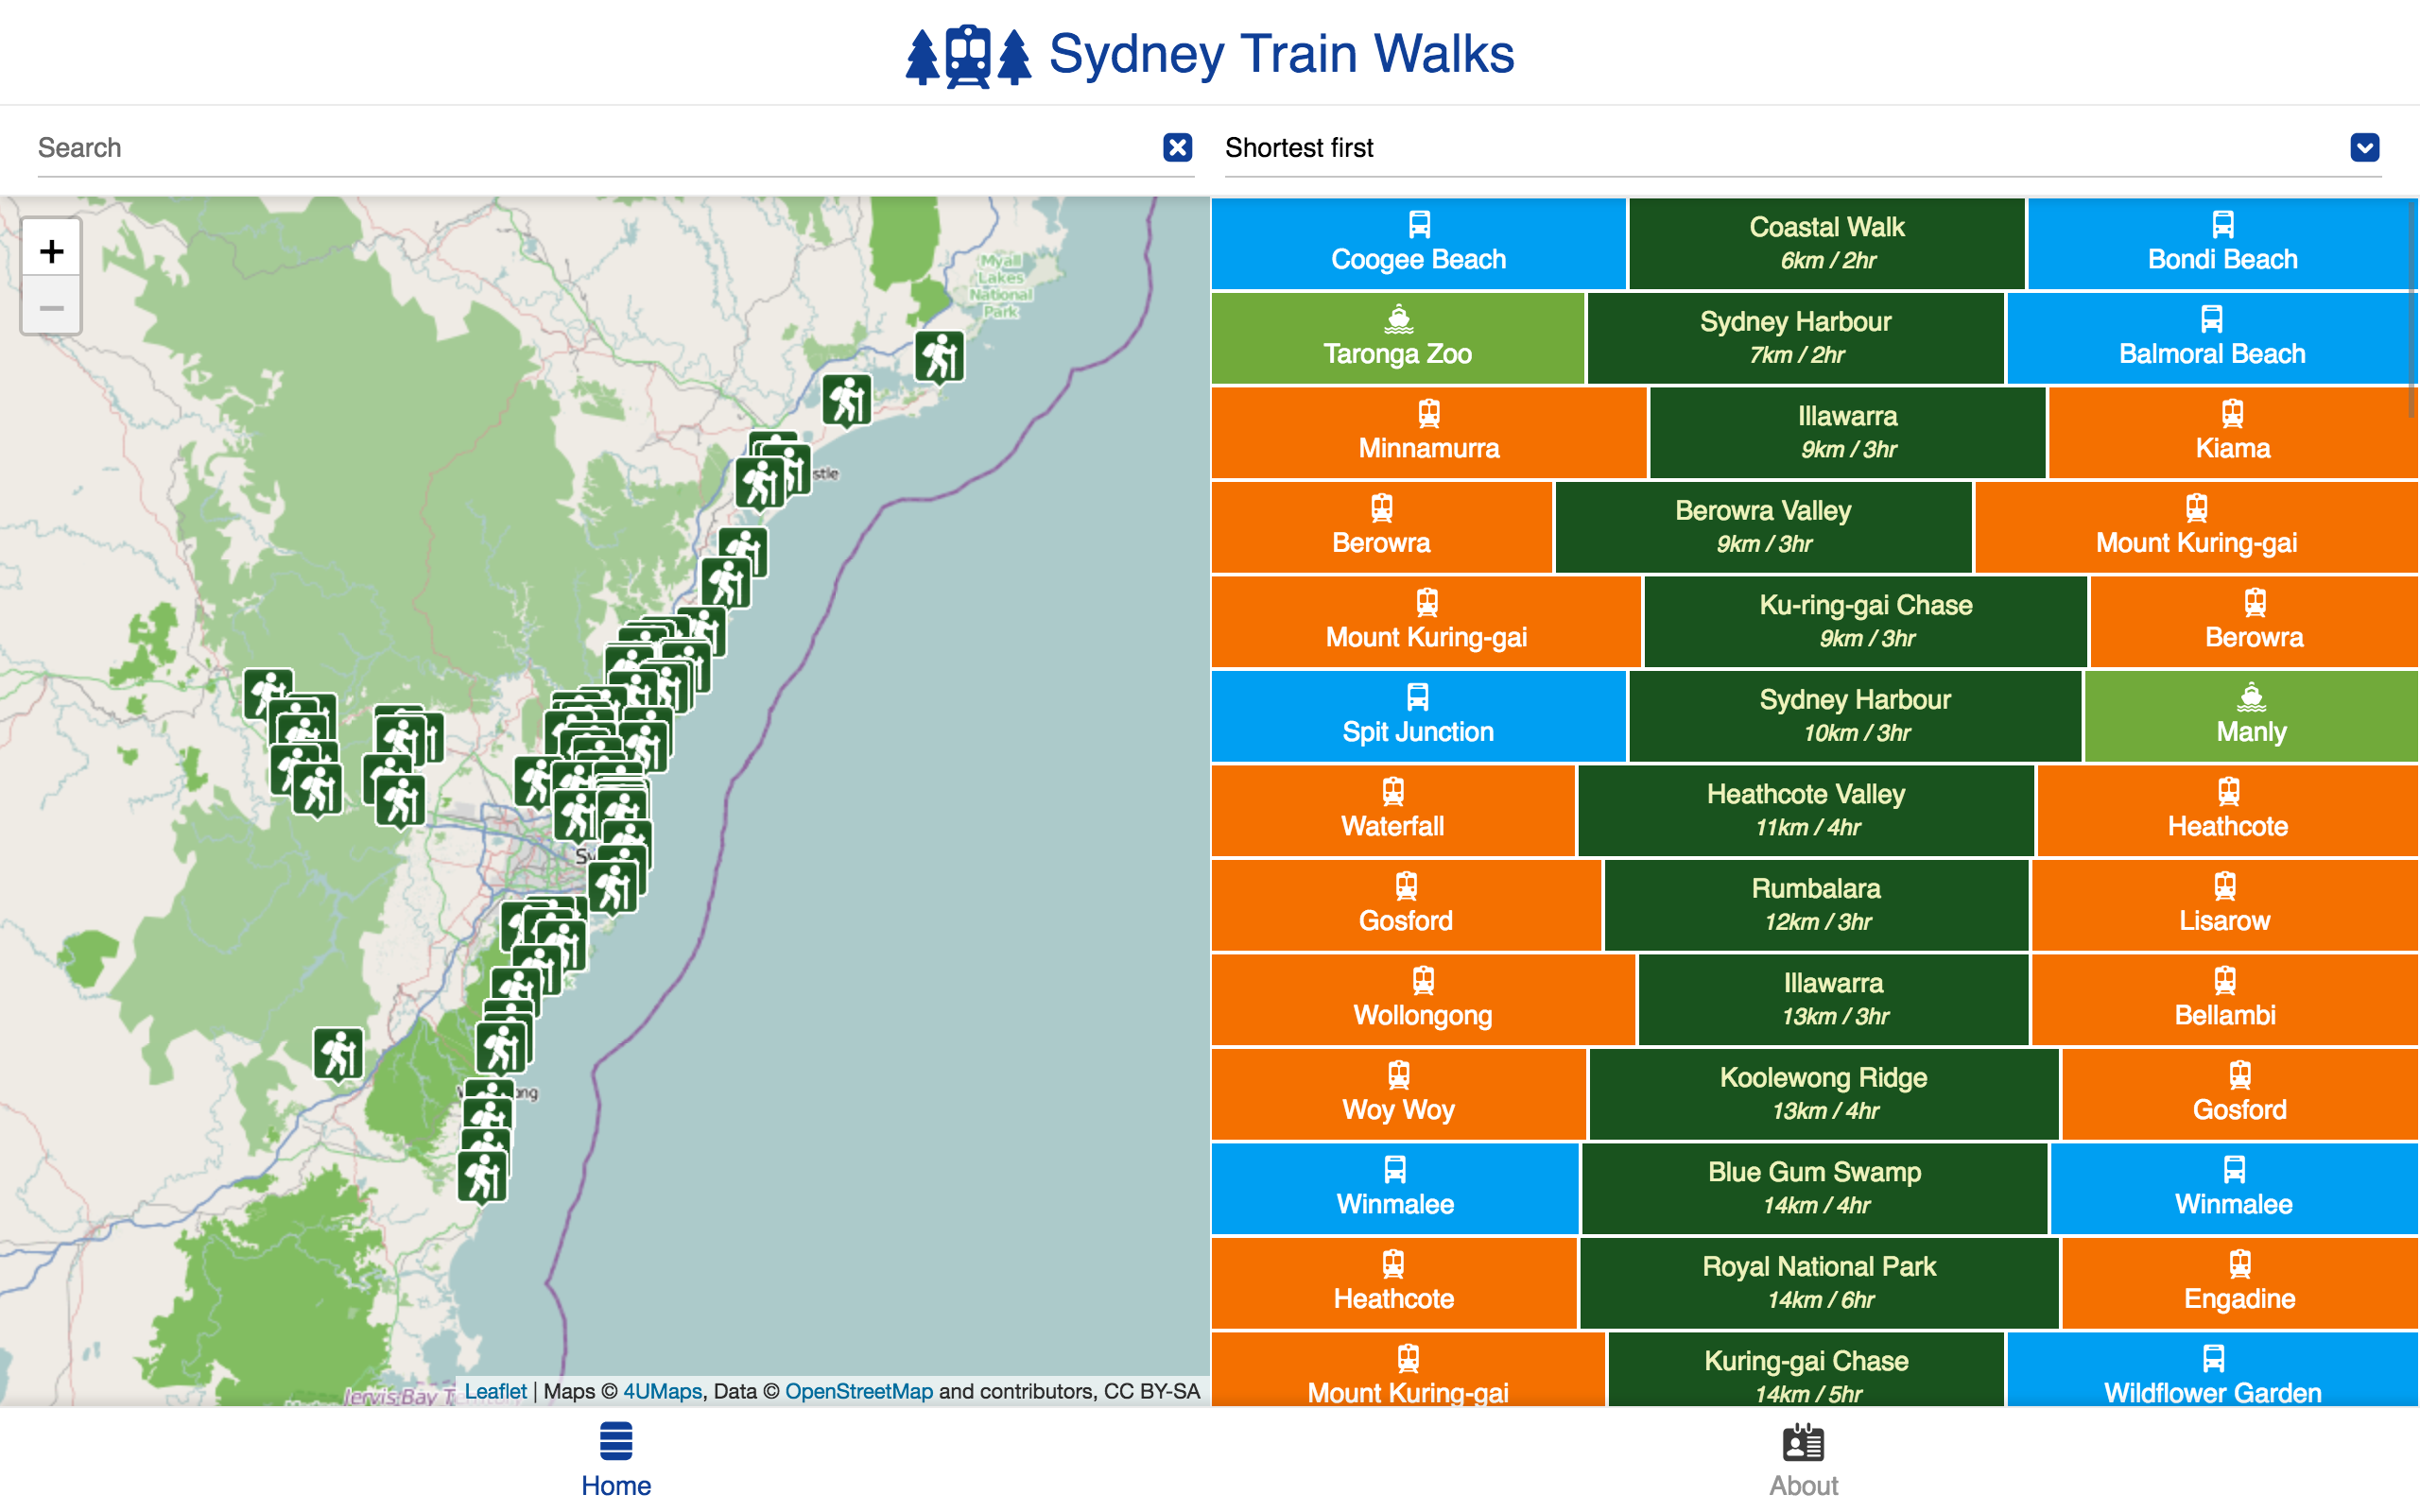 Sydney Train Walks
Search
Shortest first
+
−
Myall
Lakes
National
Park
stle
Sy
k
ang
Jervis Bay T
Leaflet | Maps © 4UMaps, Data © OpenStreetMap and contributors, CC BY-SA
Coogee Beach
Coastal Walk
6km / 2hr
Bondi Beach
Taronga Zoo
Sydney Harbour
7km / 2hr
Balmoral Beach
Minnamurra
Illawarra
9km / 3hr
Kiama
Berowra
Berowra Valley
9km / 3hr
Mount Kuring-gai
Mount Kuring-gai
Ku-ring-gai Chase
9km / 3hr
Berowra
Spit Junction
Sydney Harbour
10km / 3hr
Manly
Waterfall
Heathcote Valley
11km / 4hr
Heathcote
Gosford
Rumbalara
12km / 3hr
Lisarow
Wollongong
Illawarra
13km / 3hr
Bellambi
Woy Woy
Koolewong Ridge
13km / 4hr
Gosford
Winmalee
Blue Gum Swamp
14km / 4hr
Winmalee
Heathcote
Royal National Park
14km / 6hr
Engadine
Mount Kuring-gai
Kuring-gai Chase
14km / 5hr
Wildflower Garden
Home
About